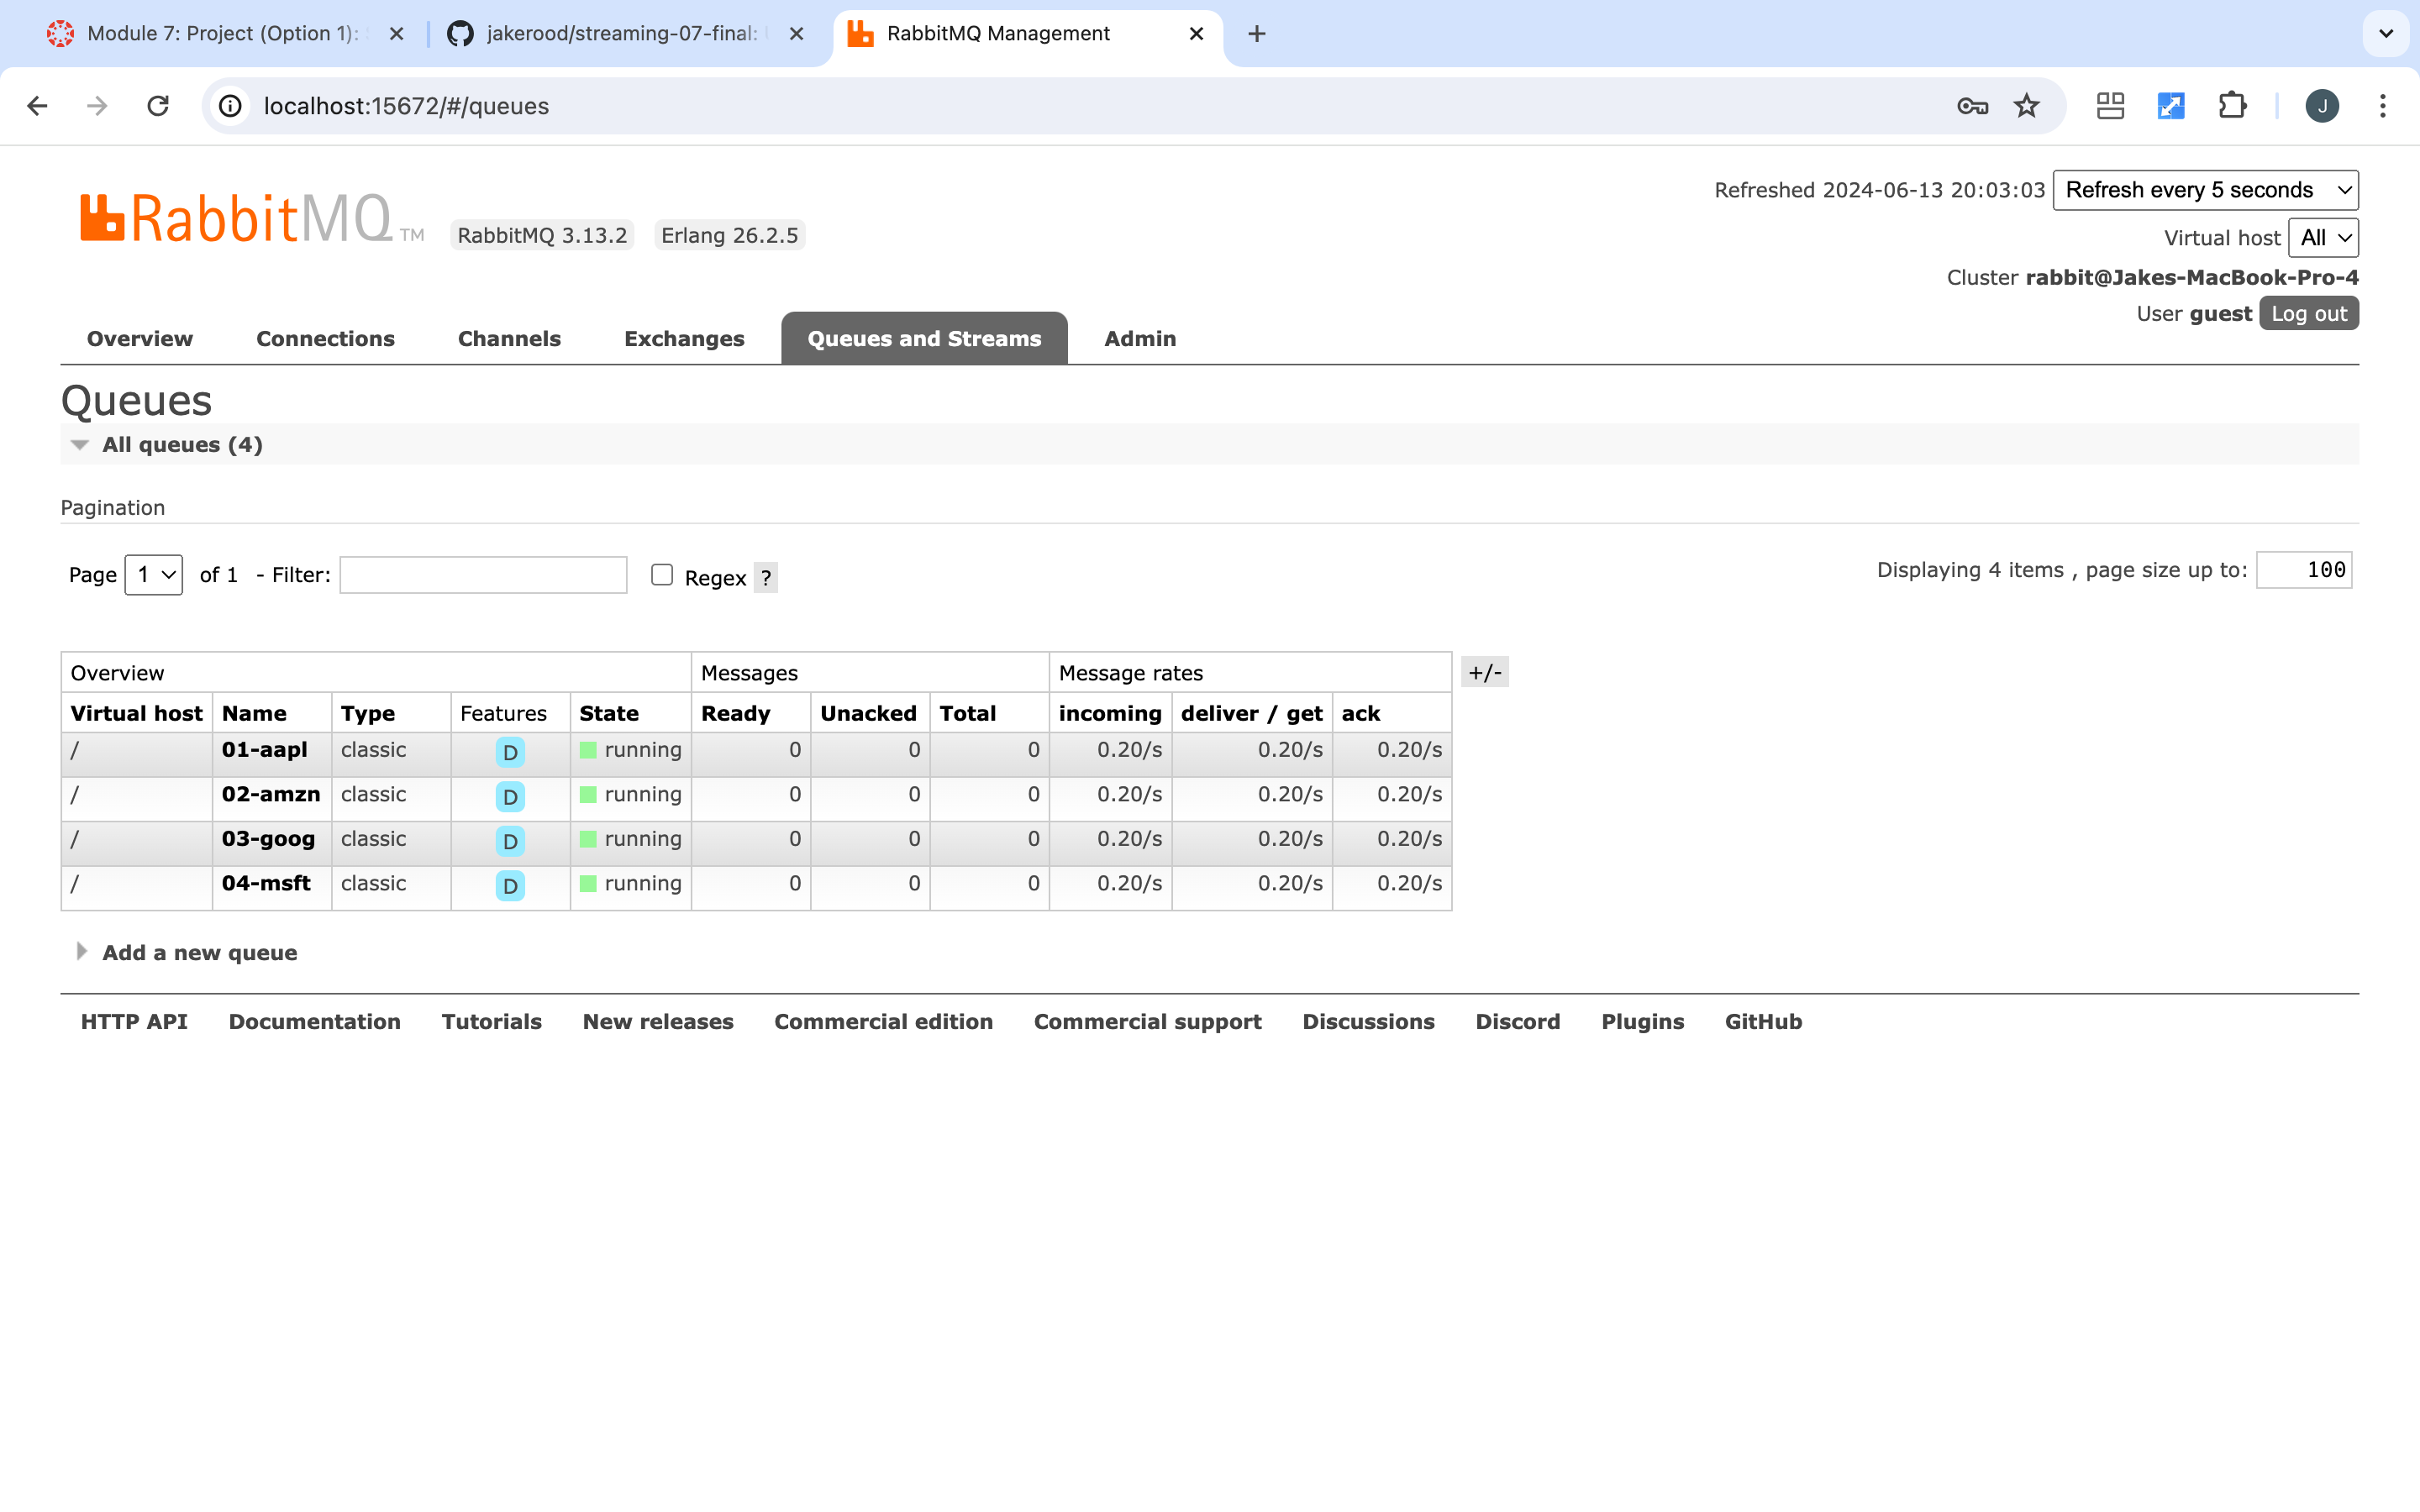 Module 7: Project (Option 1):
jakerood/streaming-07-final:
RabbitMQ Management
localhost:15672/#/queues
J
RabbitMQ TM
RabbitMQ 3.13.2
Erlang 26.2.5
Refreshed 2024-06-13 20:03:03
Refresh every 5 seconds
Virtual host All
Cluster rabbit@Jakes-MacBook-Pro-4
User guest Log out
Overview Connections Channels Exchanges Queues and Streams Admin
Queues
All queues (4)
Pagination
Page 1 of 1 - Filter: Regex ?
Displaying 4 items , page size up to: 100
Overview Messages Message rates +/-
Virtual host Name Type Features State Ready Unacked Total incoming deliver / get ack
/ 01-aapl classic D running 0 0 0 0.20/s 0.20/s 0.20/s
/ 02-amzn classic D running 0 0 0 0.20/s 0.20/s 0.20/s
/ 03-goog classic D running 0 0 0 0.20/s 0.20/s 0.20/s
/ 04-msft classic D running 0 0 0 0.20/s 0.20/s 0.20/s
Add a new queue
HTTP API Documentation Tutorials New releases Commercial edition Commercial support Discussions Discord Plugins GitHub